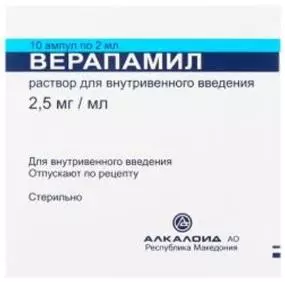 10 ампул по 2 мл
ВЕРАПАМИЛ
раствор для внутривенного введения
2,5 мг / мл
Для внутривенного введения
Отпускают по рецепту
Стерильно
АЛКАЛОИД АО
Республика Македония